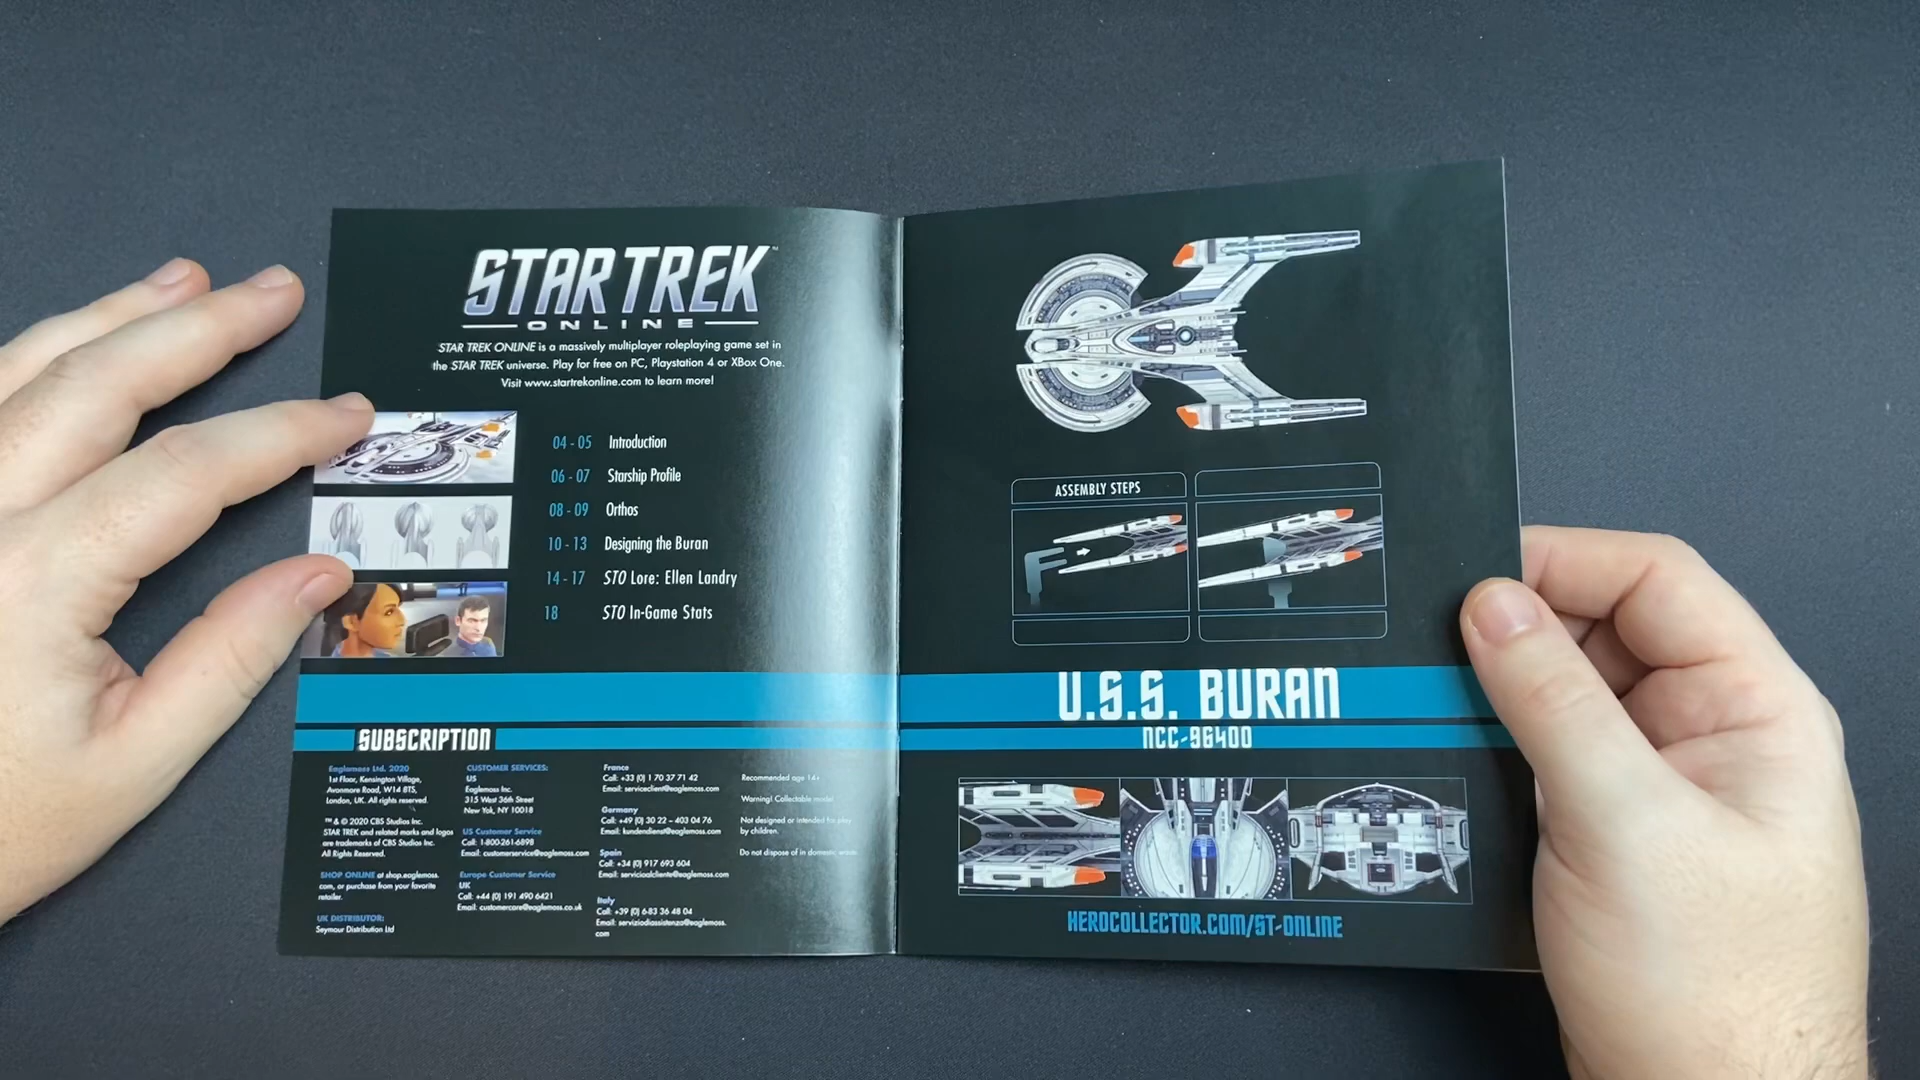 STAR TREK™
ONLINE
STAR TREK ONLINE is a massively multiplayer roleplaying game set in
the STAR TREK universe. Play for free on PC, Playstation 4 or XBox One.
Visit www.startrekonline.com to learn more!
04 - 05 Introduction
06 - 07 Starship Profile
08 - 09 Orthos
10 - 13 Designing the Buran
14 - 17 STO Lore: Ellen Landry
18 STO In-Game Stats
SUBSCRIPTION
Eaglemoss Ltd. 2020
1st Floor, Kensington Village,
Avonmore Road, W14 8TS,
London, UK. All rights reserved.
™ & © 2020 CBS Studios Inc.
STAR TREK and related marks and logos
are trademarks of CBS Studios Inc.
All Rights Reserved.
SHOP ONLINE at shop.eaglemoss.
com, or purchase from your favorite
retailer.
UK DISTRIBUTOR:
Seymour Distribution Ltd
CUSTOMER SERVICES:
US
Eaglemoss Inc.
315 West 36th Street
New Yok, NY 10018
US Customer Service
Call: 1-800-261-6898
Email: customerservice@eaglemoss.com
Europe Customer Service
UK
Call: +44 (0) 191 490 6421
Email: customercare@eaglemoss.co.uk
France
Call: +33 (0) 1 70 37 71 42
Email: serviceclient@eaglemoss.com
Germany
Call: +49 (0) 30 22 – 403 04 76
Email: kundendienst@eaglemoss.com
Spain
Call: +34 (0) 917 693 604
Email: servicioalcliente@eaglemoss.com
Italy
Call: +39 (0) 6-83 36 48 04
Email: serviziodiassistenza@eaglemoss.
com
Recommended age 14+
Warning! Collectable model
Not designed or intended for play
by children.
Do not dispose of in domestic waste
ASSEMBLY STEPS
U.S.S. BURAN
NCC-96400
HEROCOLLECTOR.COM/ST-ONLINE